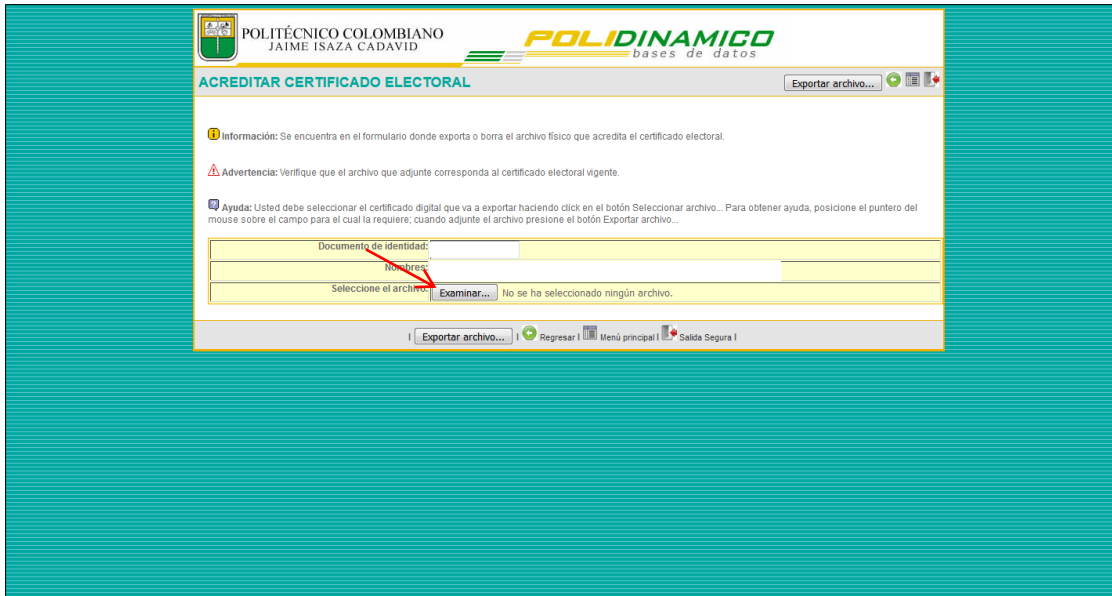 POLITÉCNICO COLOMBIANO
JAIME ISAZA CADAVID
POLIDINAMICO
bases de datos
ACREDITAR CERTIFICADO ELECTORAL
Exportar archivo...
Información: Se encuentra en el formulario donde exporta o borra el archivo físico que acredita el certificado electoral.
Advertencia: Verifique que el archivo que adjunte corresponda al certificado electoral vigente.
Ayuda: Usted debe seleccionar el certificado digital que va a exportar haciendo click en el botón Seleccionar archivo... Para obtener ayuda, posicione el puntero del
mouse sobre el campo para el cual la requiere; cuando adjunte el archivo presione el botón Exportar archivo...
Documento de identidad:
Nombres:
Seleccione el archivo: Examinar... No se ha seleccionado ningún archivo.
| Exportar archivo... | Regresar | Menú principal | Salida Segura |